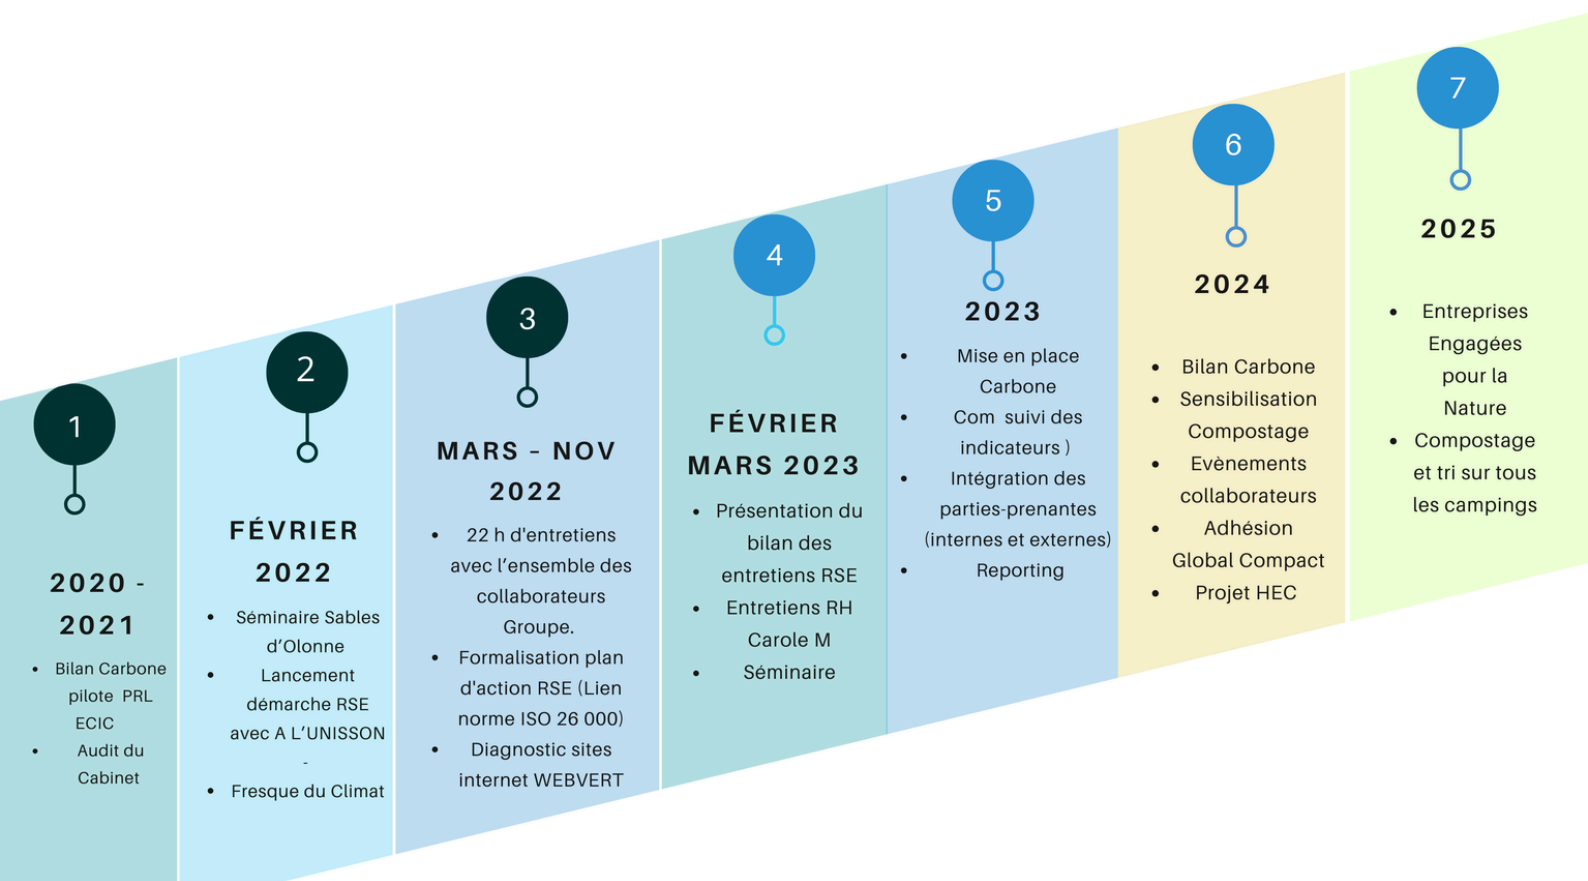 1
2020 -
2021
• Bilan Carbone
pilote PRL
ECIC
• Audit du
Cabinet
2
FÉVRIER
2022
• Séminaire Sables
d’Olonne
• Lancement
démarche RSE
avec A L’UNISSON
-
• Fresque du Climat
3
MARS – NOV
2022
• 22 h d'entretiens
avec l’ensemble des
collaborateurs
Groupe.
• Formalisation plan
d'action RSE (Lien
norme ISO 26 000)
• Diagnostic sites
internet WEBVERT
4
FÉVRIER
MARS 2023
• Présentation du
bilan des
entretiens RSE
• Entretiens RH
Carole M
• Séminaire
5
2023
• Mise en place
Carbone
• Com suivi des
indicateurs )
• Intégration des
parties-prenantes
(internes et externes)
• Reporting
6
2024
• Bilan Carbone
• Sensibilisation
Compostage
• Evènements
collaborateurs
• Adhésion
Global Compact
• Projet HEC
7
2025
• Entreprises
Engagées
pour la
Nature
• Compostage
et tri sur tous
les campings